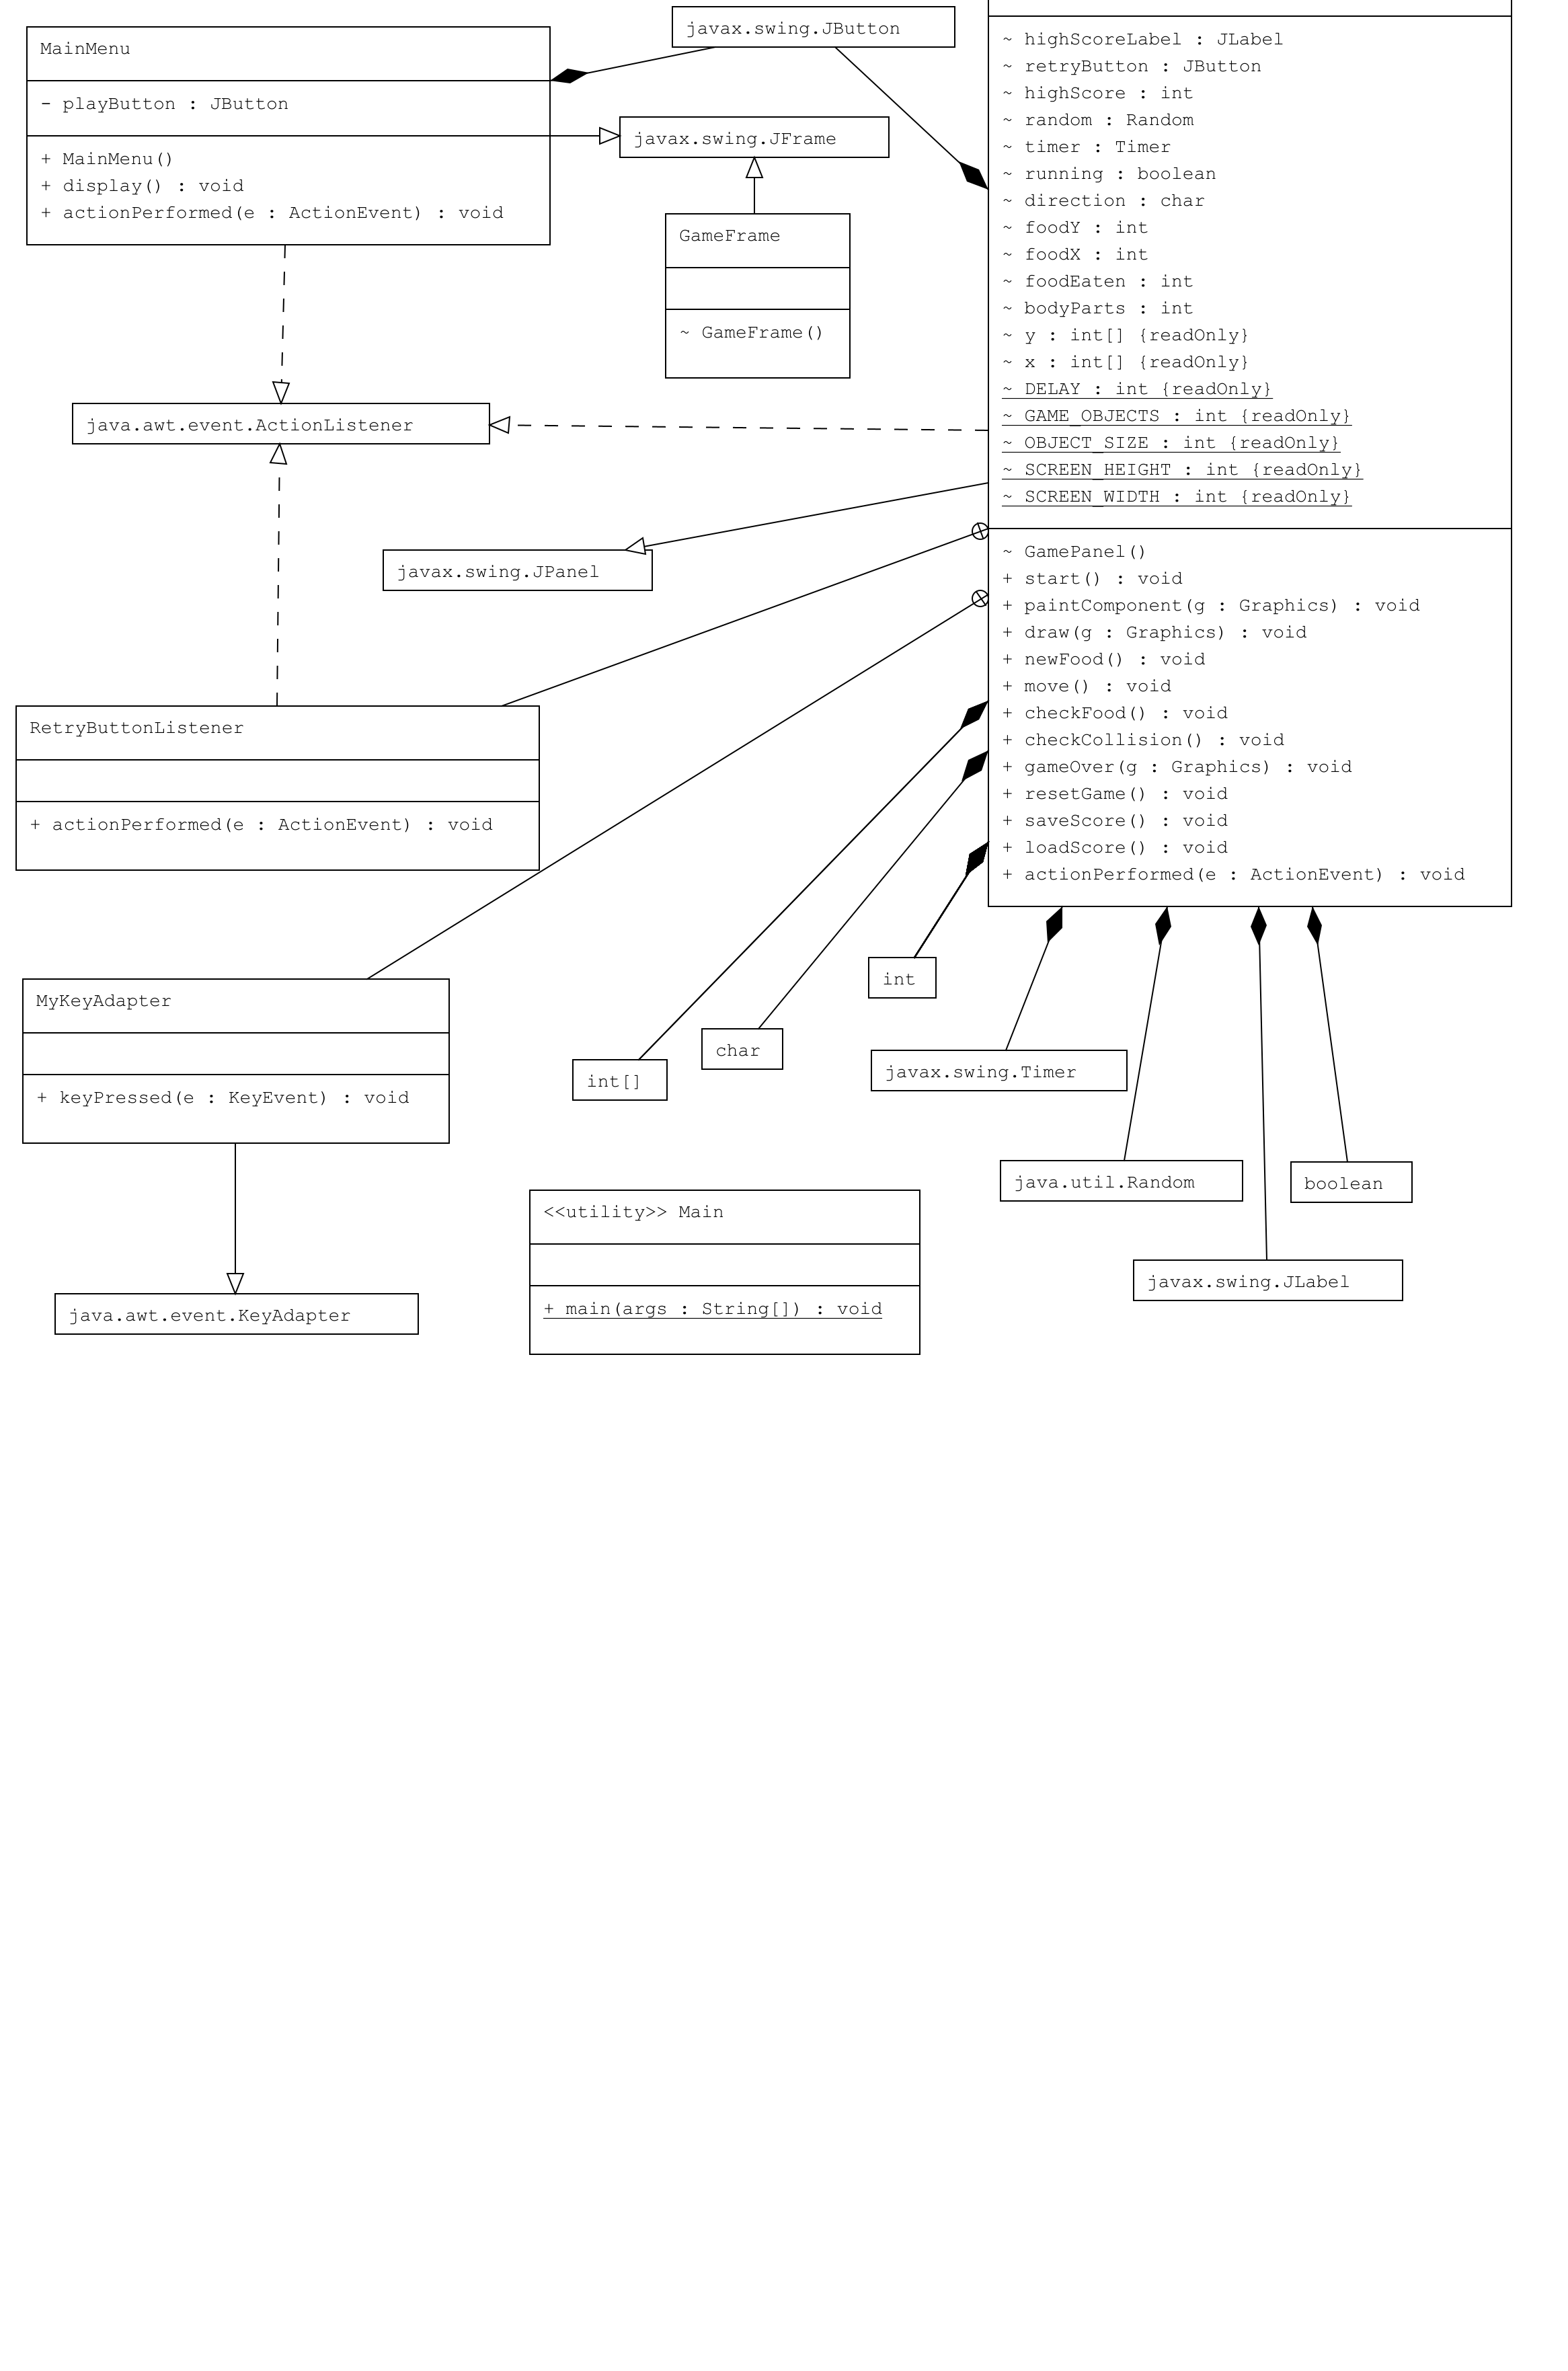 javax.swing.JButton
MainMenu
- playButton : JButton
+ MainMenu()
+ display() : void
+ actionPerformed(e : ActionEvent) : void
javax.swing.JFrame
GameFrame
~ GameFrame()
~ highScoreLabel : JLabel
~ retryButton : JButton
~ highScore : int
~ random : Random
~ timer : Timer
~ running : boolean
~ direction : char
~ foodY : int
~ foodX : int
~ foodEaten : int
~ bodyParts : int
~ y : int[] {readOnly}
~ x : int[] {readOnly}
~ DELAY : int {readOnly}
~ GAME_OBJECTS : int {readOnly}
~ OBJECT_SIZE : int {readOnly}
~ SCREEN_HEIGHT : int {readOnly}
~ SCREEN_WIDTH : int {readOnly}
~ GamePanel()
+ start() : void
+ paintComponent(g : Graphics) : void
+ draw(g : Graphics) : void
+ newFood() : void
+ move() : void
+ checkFood() : void
+ checkCollision() : void
+ gameOver(g : Graphics) : void
+ resetGame() : void
+ saveScore() : void
+ loadScore() : void
+ actionPerformed(e : ActionEvent) : void
java.awt.event.ActionListener
javax.swing.JPanel
RetryButtonListener
+ actionPerformed(e : ActionEvent) : void
MyKeyAdapter
+ keyPressed(e : KeyEvent) : void
java.awt.event.KeyAdapter
int
char
int[]
javax.swing.Timer
java.util.Random
boolean
javax.swing.JLabel
<<utility>> Main
+ main(args : String[]) : void